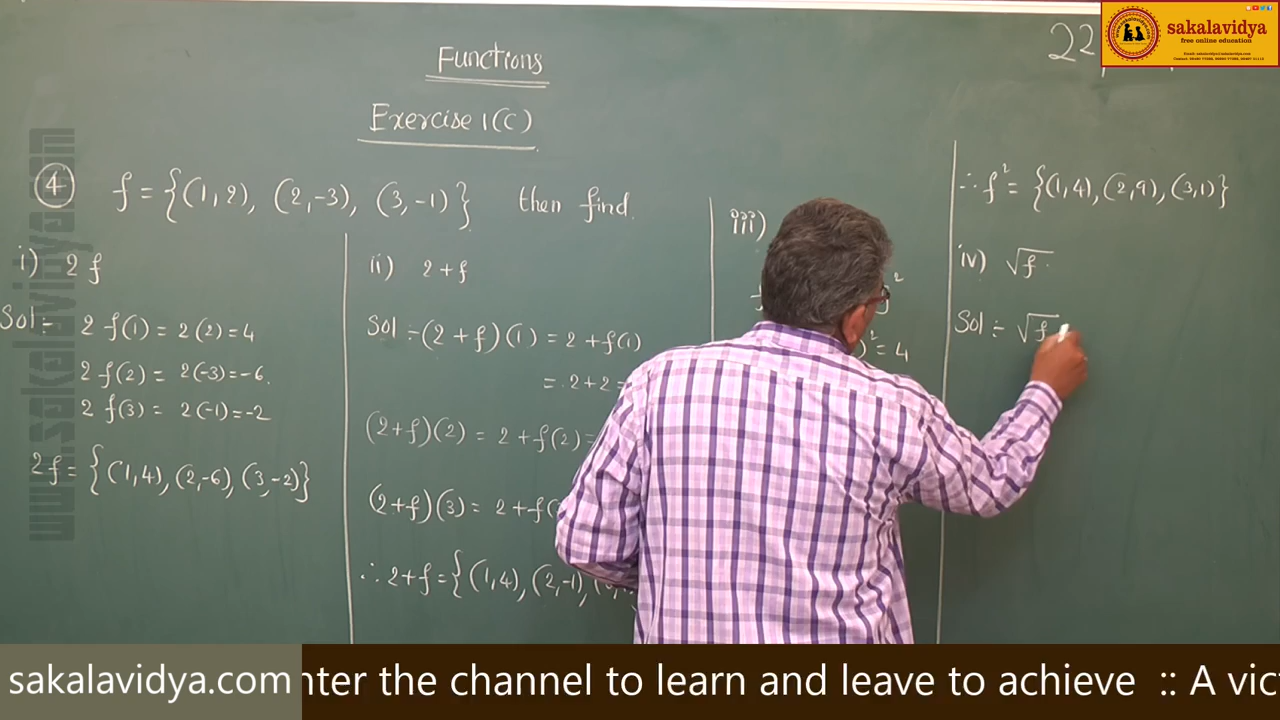 Functions
Exercise 1(C)
22
sakalavidya
free online education
4 f = {(1, 2), (2, -3), (3, -1)} then find.
i) 2 f
Sol :- 2 f(1) = 2(2) = 4
2 f(2) = 2(-3) = -6.
2 f(3) = 2(-1) = -2
2f = {(1, 4), (2, -6), (3, -2)}
ii) 2 + f
Sol :- (2 + f)(1) = 2 + f(1)
= 2 + 2 =
(2+f)(2) = 2 + f(2) =
(2+f)(3) = 2 + f(
∴ 2+f = {(1, 4), (2, -1),
iii)
2
)² = 4
∴ f² = {(1, 4), (2, 9), (3, 1)}
iv) √f
Sol :- √f
www.sakalavidya.com
sakalavidya.com
nter the channel to learn and leave to achieve :: A vic